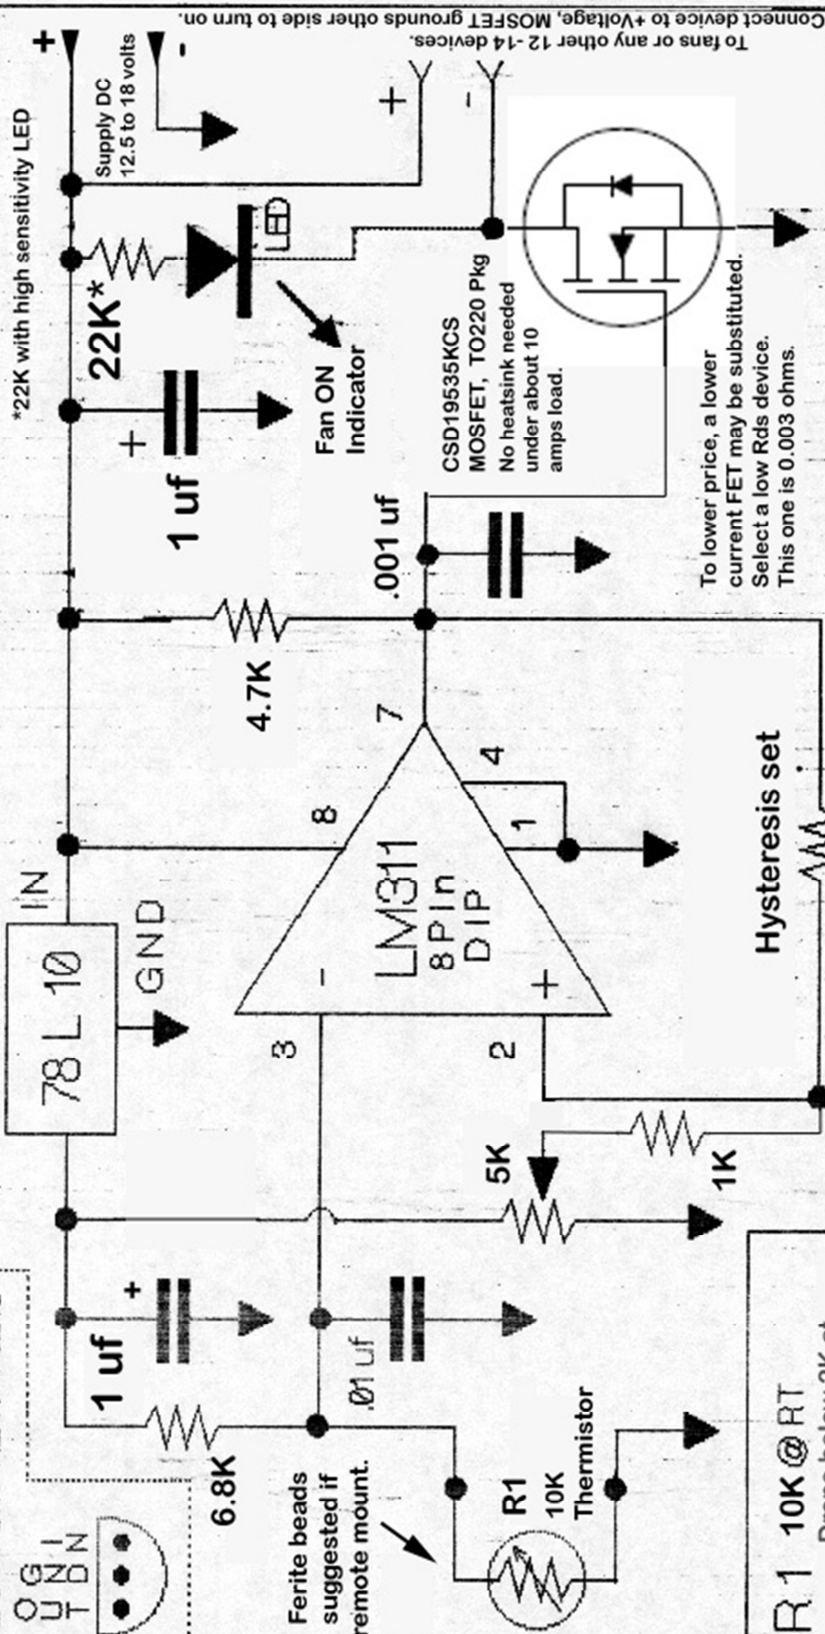 Connect device to +Voltage, MOSFET grounds other side to turn on.
To fans or any other 12-14 devices.
+
-
Supply DC
12.5 to 18 volts
*22K with high sensitivity LED
22K*
LED
+
-
Fan ON
Indicator
+
1 uf
CSD19535KCS
MOSFET, TO220 Pkg
No heatsink needed
under about 10
amps load.
To lower price, a lower
current FET may be substituted.
Select a low Rds device.
This one is 0.003 ohms.
.001 uf
4.7K
7
8
4
1
LM311
8 PIn
DIP
-
+
3
2
IN
78 L 10
GND
Hysteresis set
5K
1K
+
1 uf
.01 uf
6.8K
Ferite beads
suggested if
remote mount.
R1
10K
Thermistor
O G I
U N N
T D
R1 10K @ RT